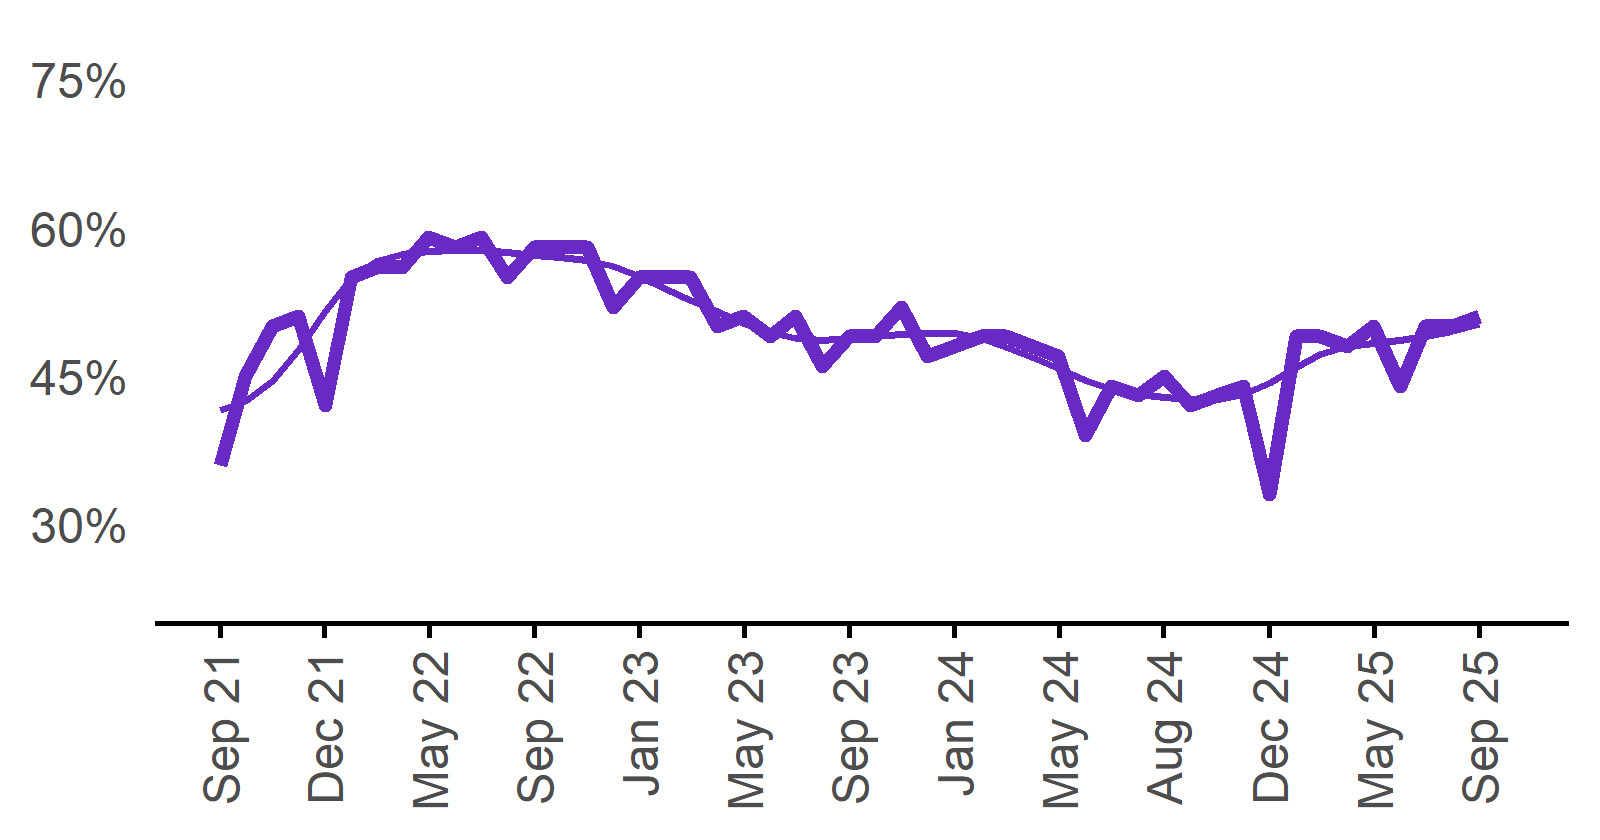 75%
60%
45%
30%
Sep 21
Dec 21
May 22
Sep 22
Jan 23
May 23
Sep 23
Jan 24
May 24
Aug 24
Dec 24
May 25
Sep 25